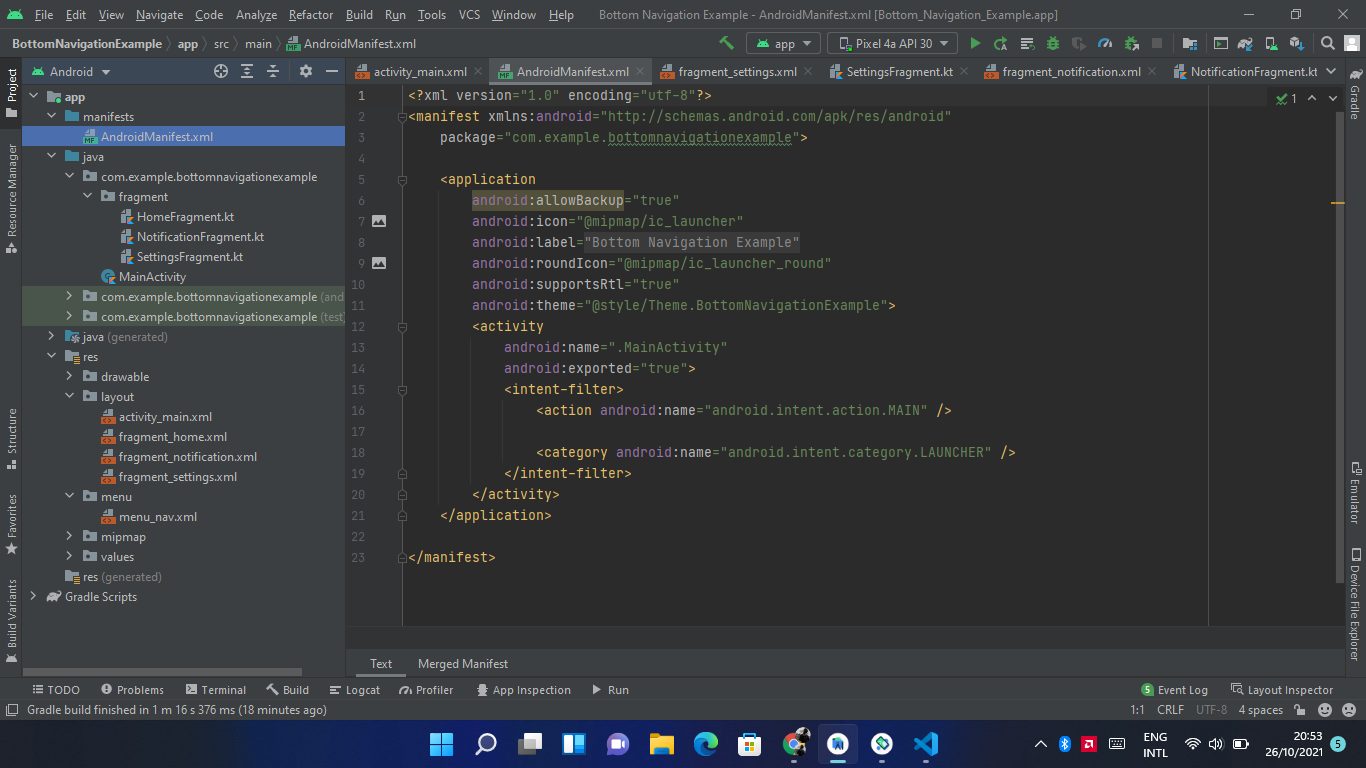 File Edit View Navigate Code Analyze Refactor Build Run Tools VCS Window Help Bottom Navigation Example - AndroidManifest.xml [Bottom_Navigation_Example.app]
BottomNavigationExample app src main AndroidManifest.xml app Pixel 4a API 30
Android activity_main.xml AndroidManifest.xml fragment_settings.xml SettingsFragment.kt fragment_notification.xml NotificationFragment.kt
Project
Resource Manager
Structure
Favorites
Build Variants
app
manifests
AndroidManifest.xml
java
com.example.bottomnavigationexample
fragment
HomeFragment.kt
NotificationFragment.kt
SettingsFragment.kt
MainActivity
com.example.bottomnavigationexample (and
com.example.bottomnavigationexample (test)
java (generated)
res
drawable
layout
activity_main.xml
fragment_home.xml
fragment_notification.xml
fragment_settings.xml
menu
menu_nav.xml
mipmap
values
res (generated)
Gradle Scripts
1 <?xml version="1.0" encoding="utf-8"?>
2 <manifest xmlns:android="http://schemas.android.com/apk/res/android"
3 package="com.example.bottomnavigationexample">
4
5 <application
6 android:allowBackup="true"
7 android:icon="@mipmap/ic_launcher"
8 android:label="Bottom Navigation Example"
9 android:roundIcon="@mipmap/ic_launcher_round"
10 android:supportsRtl="true"
11 android:theme="@style/Theme.BottomNavigationExample">
12 <activity
13 android:name=".MainActivity"
14 android:exported="true">
15 <intent-filter>
16 <action android:name="android.intent.action.MAIN" />
17
18 <category android:name="android.intent.category.LAUNCHER" />
19 </intent-filter>
20 </activity>
21 </application>
22
23 </manifest>
1
Gradle
Emulator
Device File Explorer
Text Merged Manifest
TODO Problems Terminal Build Logcat Profiler App Inspection Run 5 Event Log Layout Inspector
Gradle build finished in 1 m 16 s 376 ms (18 minutes ago) 1:1 CRLF UTF-8 4 spaces
ENG
INTL
20:53
26/10/2021
5